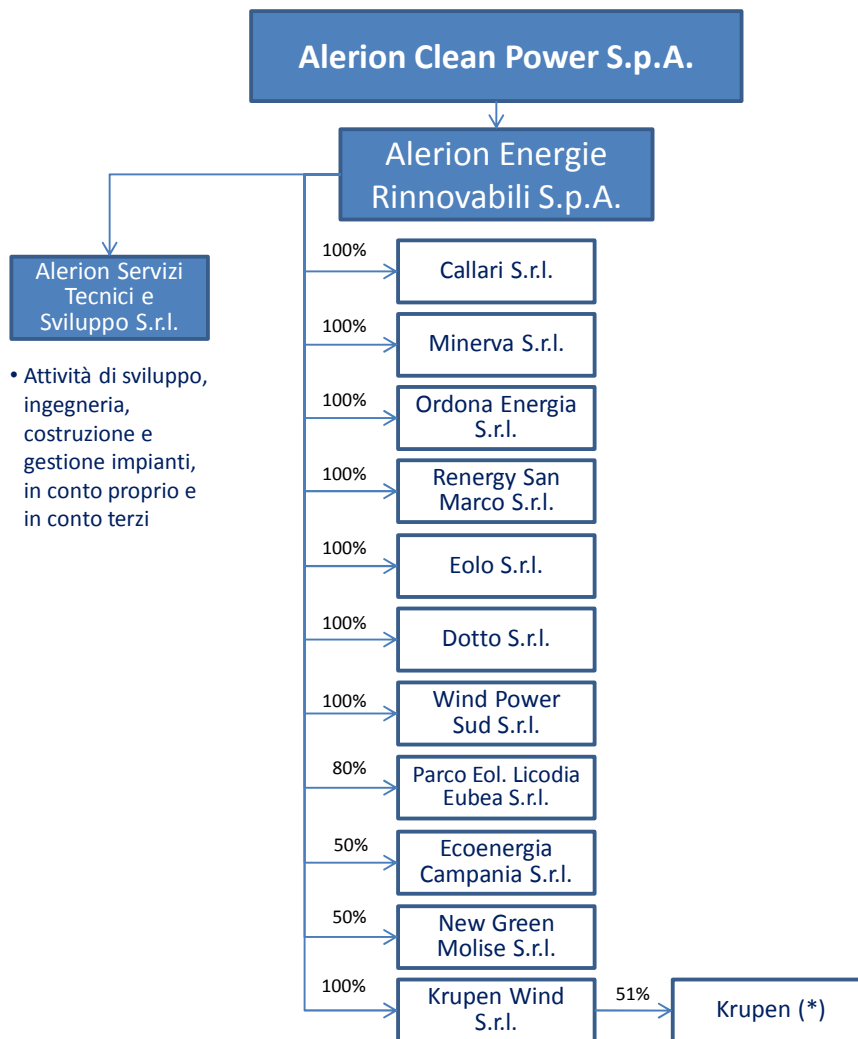 Alerion Clean Power S.p.A.
Alerion Energie
Rinnovabili S.p.A.
Alerion Servizi
Tecnici e
Sviluppo S.r.l.
• Attività di sviluppo,
ingegneria,
costruzione e
gestione impianti,
in conto proprio e
in conto terzi
100%
Callari S.r.l.
100%
Minerva S.r.l.
100%
Ordona Energia
S.r.l.
100%
Renergy San
Marco S.r.l.
100%
Eolo S.r.l.
100%
Dotto S.r.l.
100%
Wind Power
Sud S.r.l.
80%
Parco Eol. Licodia
Eubea S.r.l.
50%
Ecoenergia
Campania S.r.l.
50%
New Green
Molise S.r.l.
100%
Krupen Wind
S.r.l.
51%
Krupen (*)